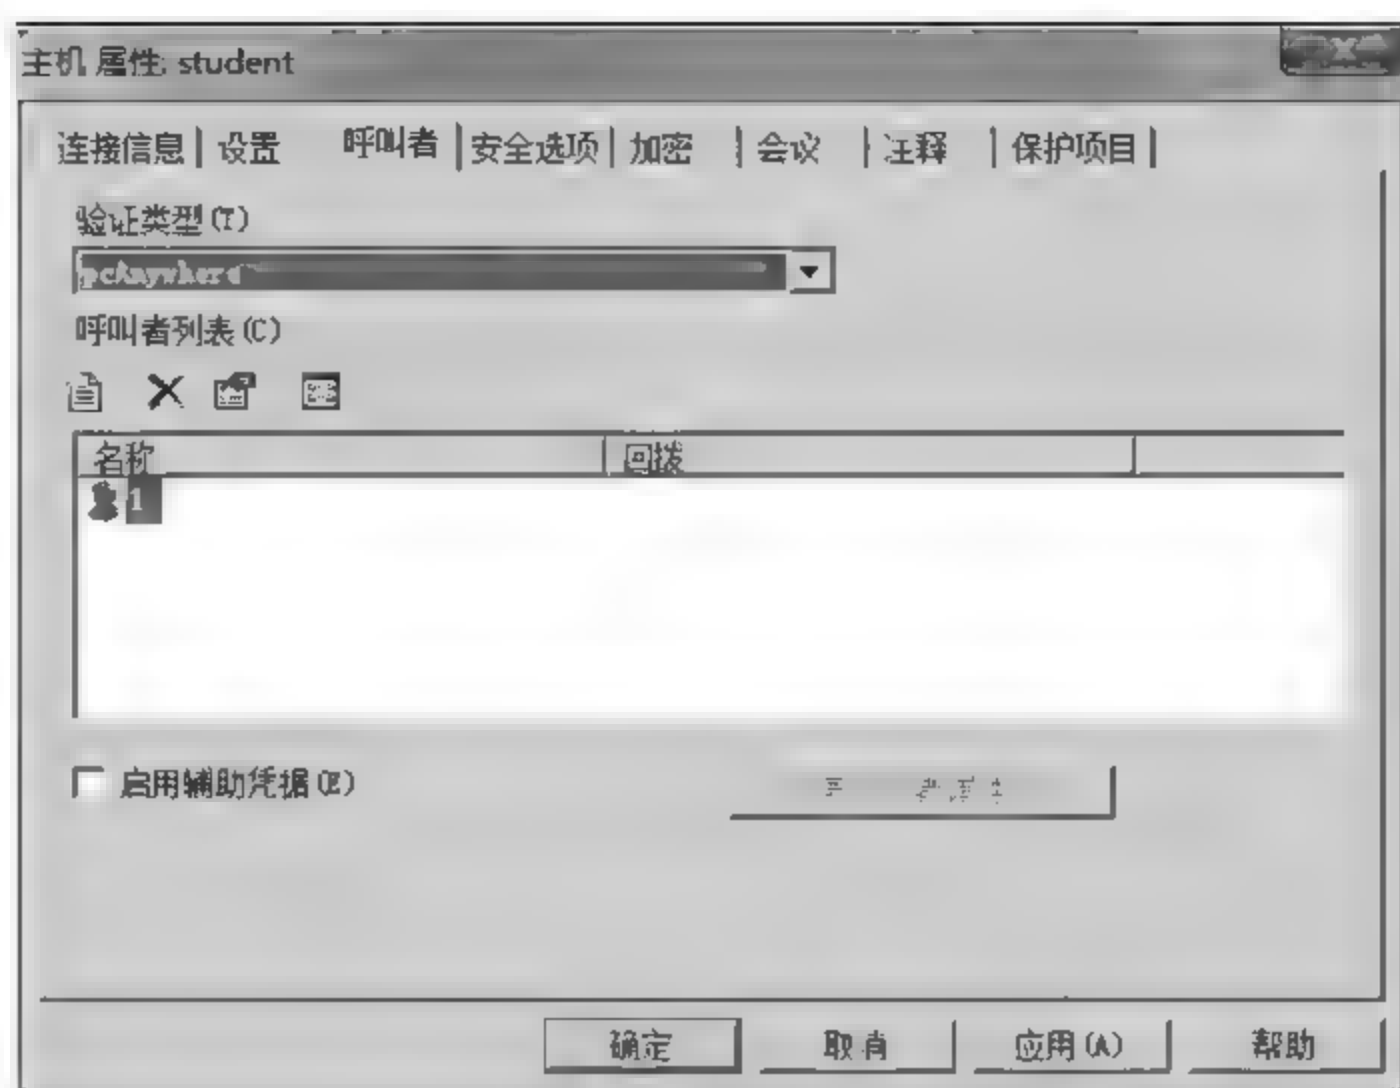 主机 属性: student
连接信息 设置 呼叫者 安全选项 加密 会议 注释 保护项目
验证类型(T)
pcAnywhere
呼叫者列表(C)
名称 回拨
1
启用辅助凭据(E)
确定 取消 应用(A) 帮助